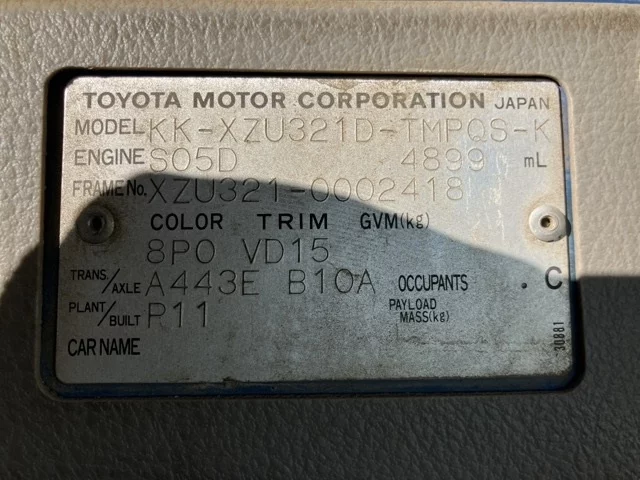 TOYOTA MOTOR CORPORATION JAPAN
MODEL KK-XZU321D-TMPQS-K
ENGINE S05D 4899 mL
FRAME No. XZU321-0002418
COLOR TRIM GVM(kg)
8P0 VD15
TRANS./AXLE A443E B10A OCCUPANTS . C
PLANT/BUILT R11 PAYLOAD MASS(kg)
CAR NAME
30881